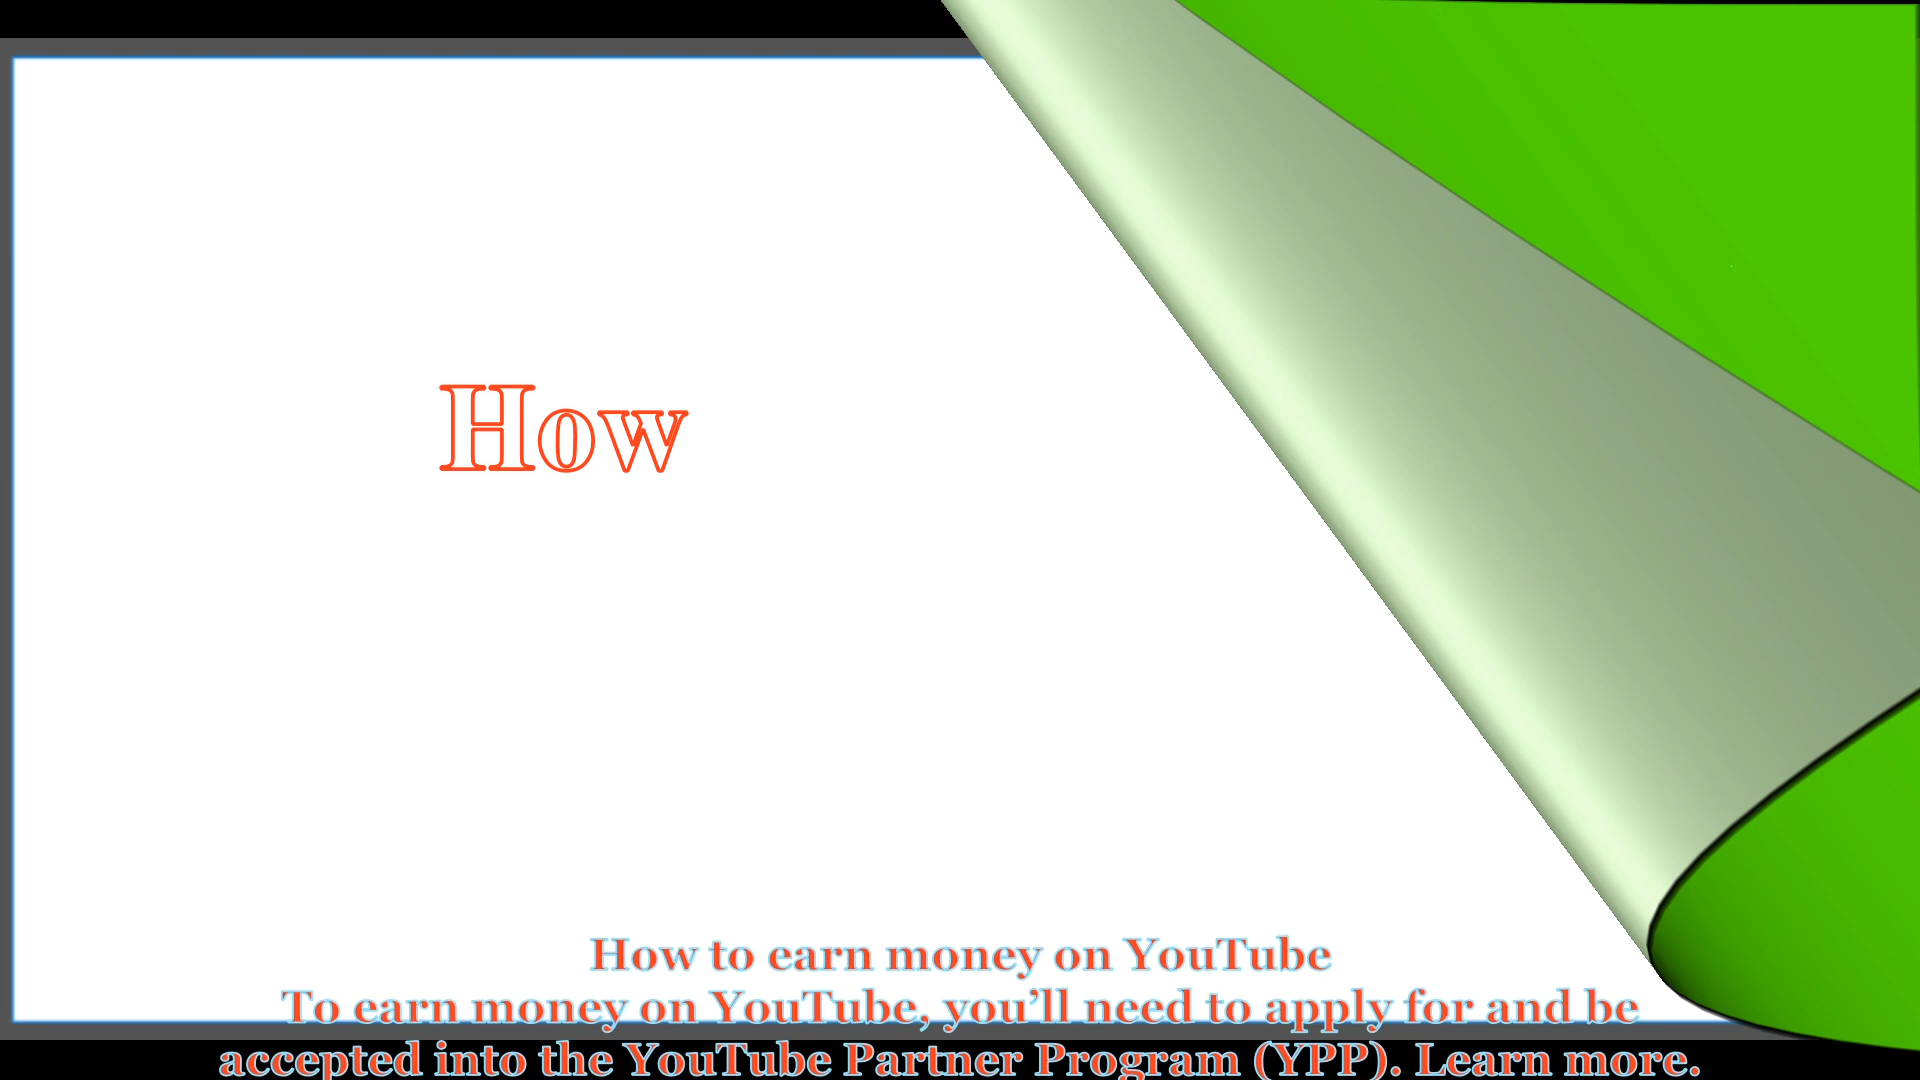 How
How to earn money on YouTube
To earn money on YouTube, you’ll need to apply for and be
accepted into the YouTube Partner Program (YPP). Learn more.